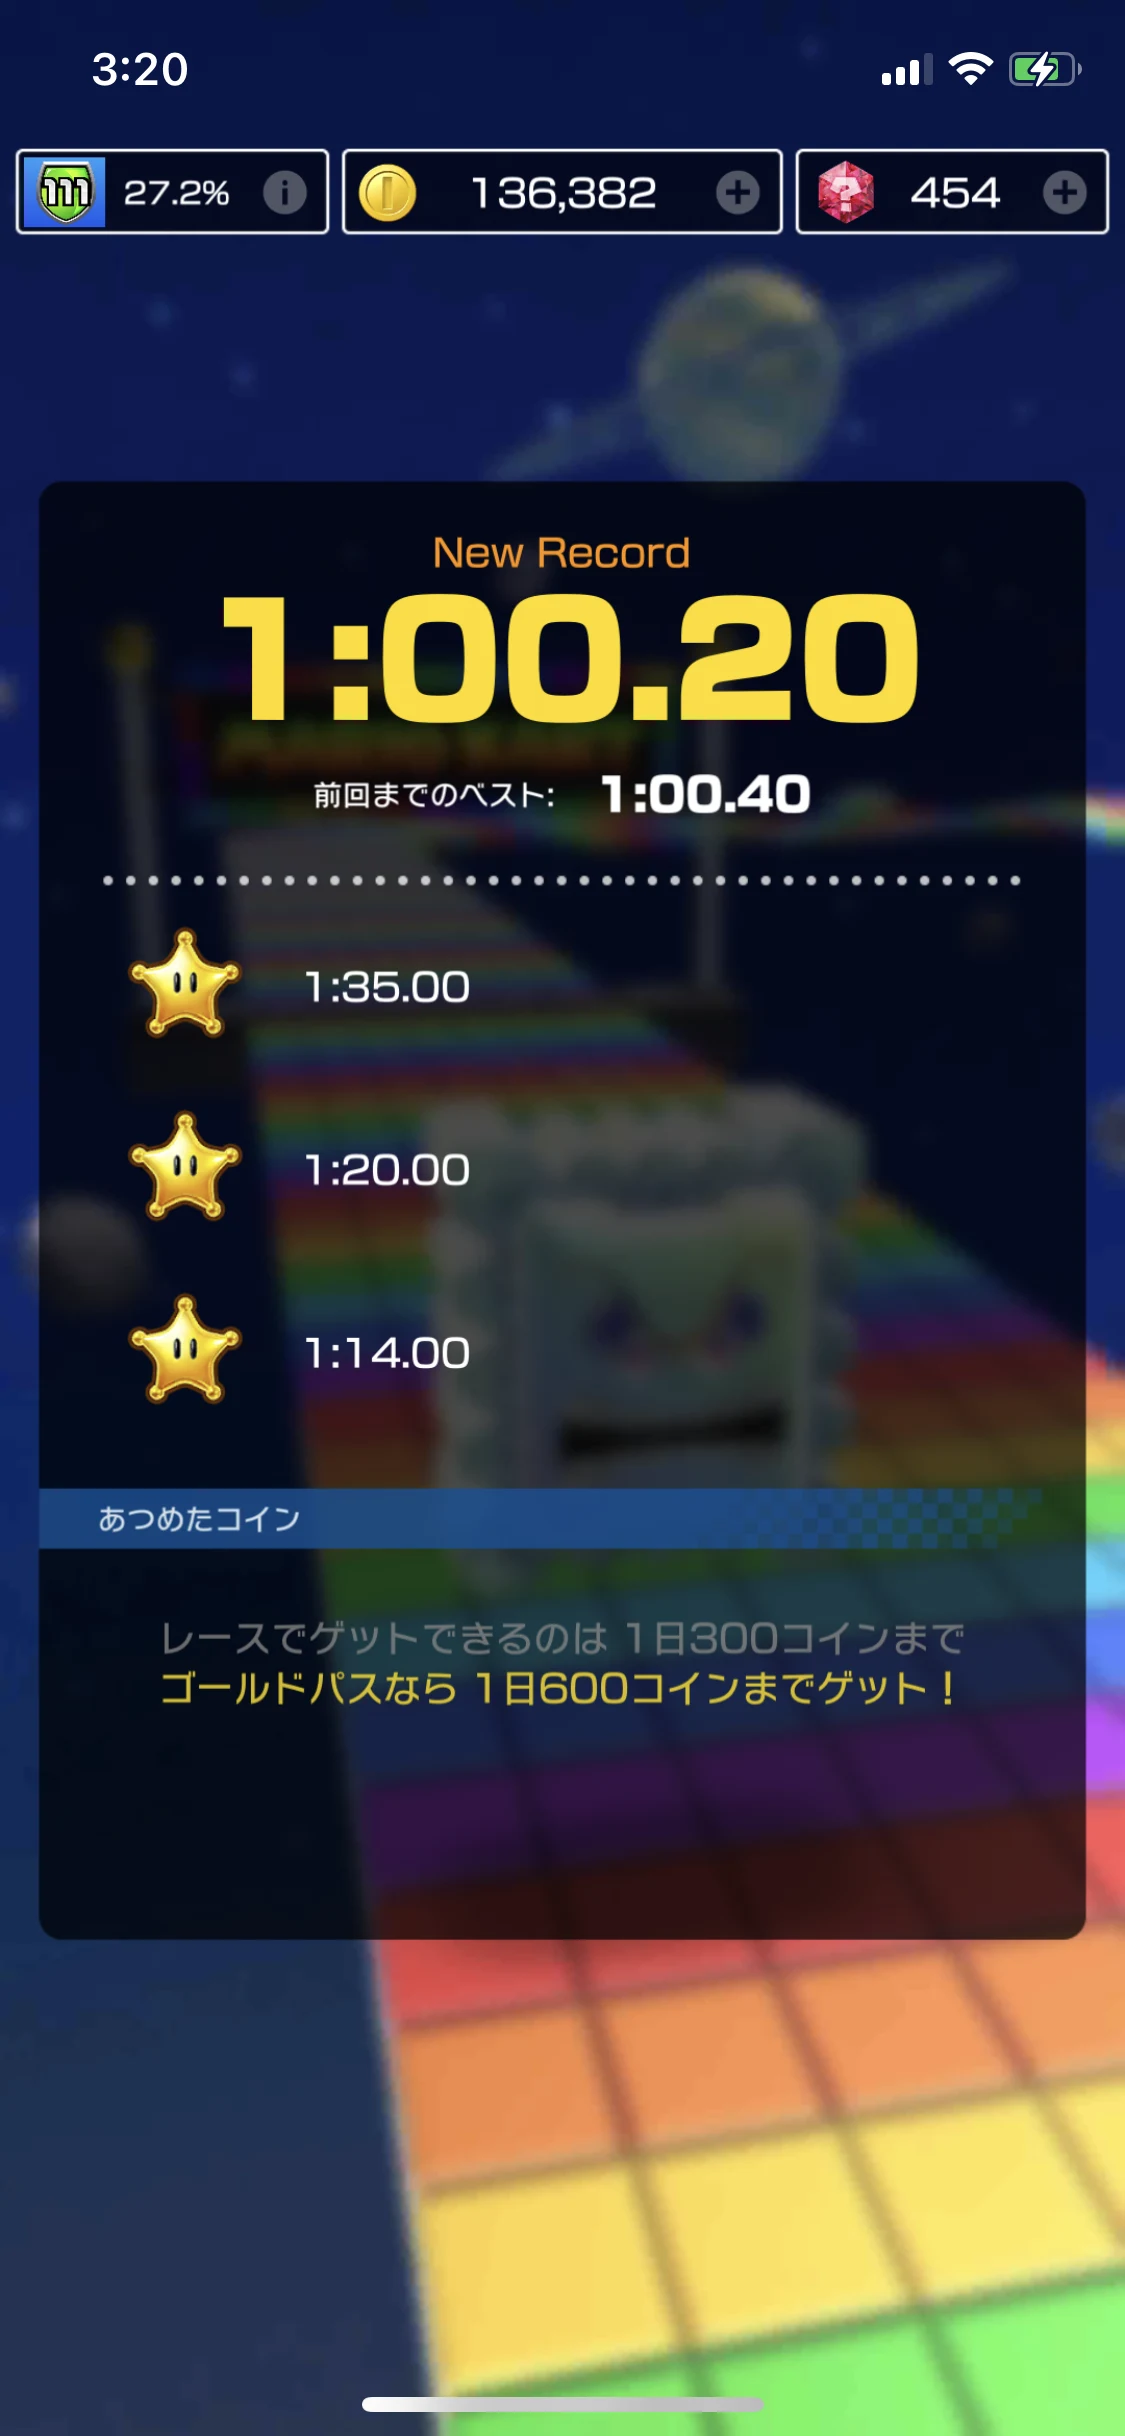 3:20
111 27.2% 136,382 454
New Record
1:00.20
前回までのベスト: 1:00.40
1:35.00
1:20.00
1:14.00
あつめたコイン
レースでゲットできるのは 1日300コインまで
ゴールドパスなら 1日600コインまでゲット！